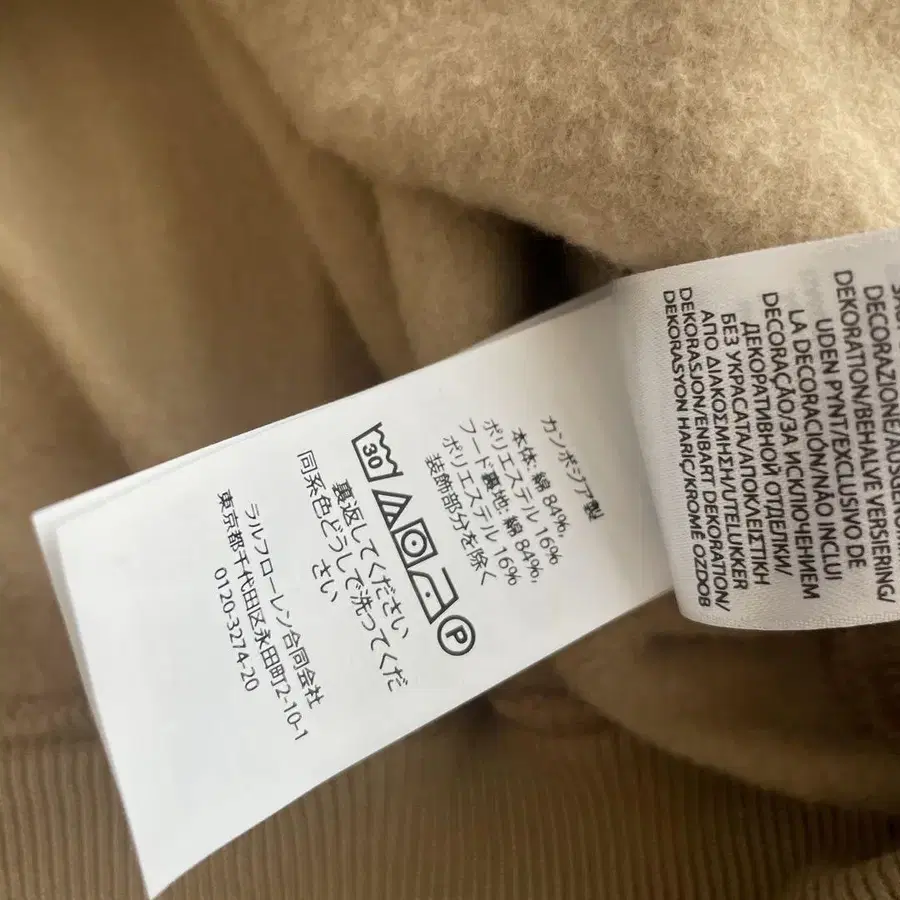 カンボジア製
本体: 綿 84%,
ポリエステル 16%
フード裏地: 綿 84%,
ポリエステル 16%
装飾部分を除く
30
P
裏返してください
同系色どうしで洗ってくだ
さい
ラルフローレン合同会社
東京都千代田区永田町2-10-1
0120-3274-20
DECORAZIONE/AUSGENOM
DEKORATION/BEHALVE VERSIERING/
UDEN PYNT/EXCLUSIVO DE
LA DECORACIÓN/NÃO INCLUI
DECORAÇÃO/ЗА ИСКЛЮЧЕНИЕМ
ДЕКОРАТИВНОЙ ОТДЕЛКИ/
БЕЗ УКРАСАТА/ΑΠΟΚΛΕΙΣΤΙΚΗ
ΑΠΟ ΔΙΑΚΟΣΜΗΣΗ/UTELUKKER
DEKORASJON/ENBART DEKORATION/
DEKORASYON HARİÇ/KROMĚ OZDOB